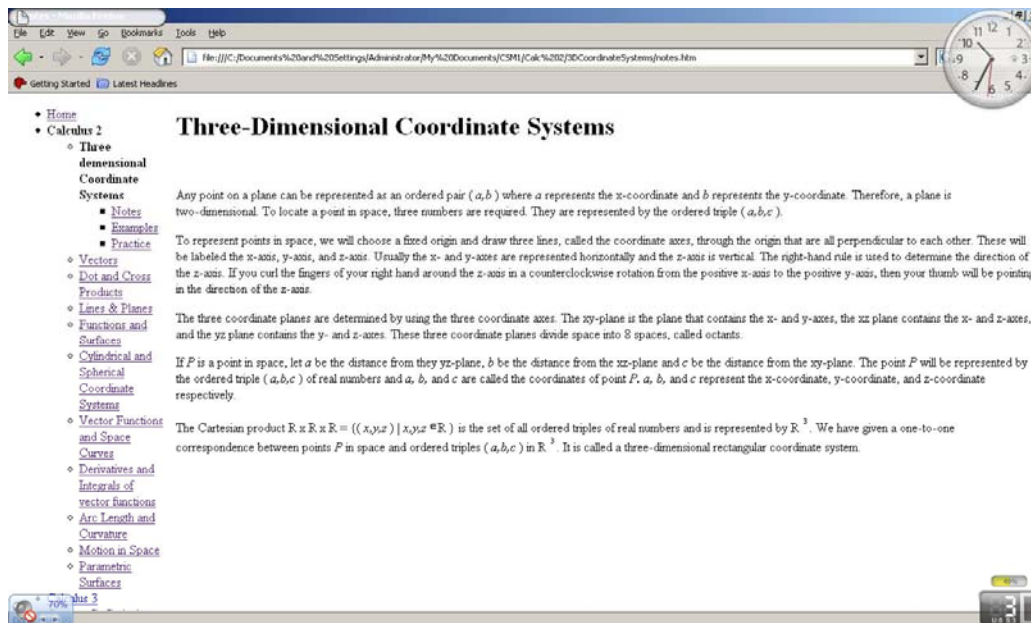 File Edit View Go Bookmarks Tools Help
file:///C:/Documents%20and%20Settings/Administrator/My%20Documents/CSM1/Calc%202/3DCoordinateSystems/notes.htm
Getting Started Latest Headlines
11 12 1
10 2
9 3
8 4
7 6 5
Home
Calculus 2
Three
demensional
Coordinate
Systems
Notes
Examples
Practice
Vectors
Dot and Cross
Products
Lines & Planes
Functions and
Surfaces
Cylindrical and
Spherical
Coordinate
Systems
Vector Functions
and Space
Curves
Derivatives and
Integrals of
vector functions
Arc Length and
Curvature
Motion in Space
Parametric
Surfaces
Calculus 3
70%
Three-Dimensional Coordinate Systems
Any point on a plane can be represented as an ordered pair ( a,b ) where a represents the x-coordinate and b represents the y-coordinate. Therefore, a plane is
two-dimensional. To locate a point in space, three numbers are required. They are represented by the ordered triple ( a,b,c ).
To represent points in space, we will choose a fixed origin and draw three lines, called the coordinate axes, through the origin that are all perpendicular to each other. These will
be labeled the x-axis, y-axis, and z-axis. Usually the x- and y-axes are represented horizontally and the z-axis is vertical. The right-hand rule is used to determine the direction of
the z-axis. If you curl the fingers of your right hand around the z-axis in a counterclockwise rotation from the positive x-axis to the positive y-axis, then your thumb will be pointing
in the direction of the z-axis.
The three coordinate planes are determined by using the three coordinate axes. The xy-plane is the plane that contains the x- and y-axes, the xz plane contains the x- and z-axes,
and the yz plane contains the y- and z-axes. These three coordinate planes divide space into 8 spaces, called octants.
If P is a point in space, let a be the distance from they yz-plane, b be the distance from the xz-plane and c be the distance from the xy-plane. The point P will be represented by
the ordered triple ( a,b,c ) of real numbers and a, b, and c are called the coordinates of point P. a, b, and c represent the x-coordinate, y-coordinate, and z-coordinate
respectively.
The Cartesian product R x R x R = {( x,y,z ) | x,y,z ∈R ) is the set of all ordered triples of real numbers and is represented by R ³ . We have given a one-to-one
correspondence between points P in space and ordered triples ( a,b,c ) in R ³ . It is called a three-dimensional rectangular coordinate system.
3